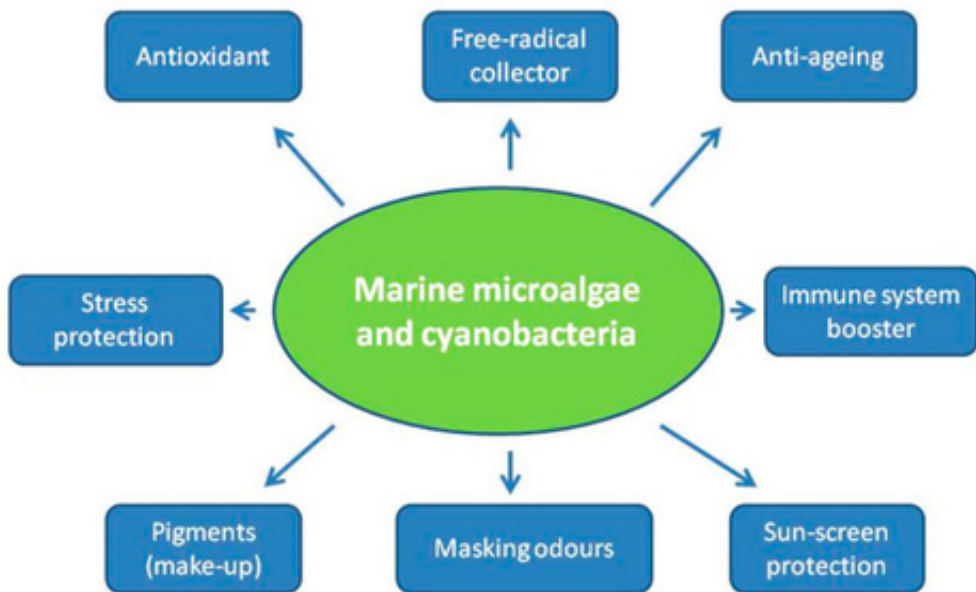 Antioxidant
Free-radical
collector
Anti-ageing
Stress
protection
Marine microalgae
and cyanobacteria
Immune system
booster
Pigments
(make-up)
Masking odours
Sun-screen
protection